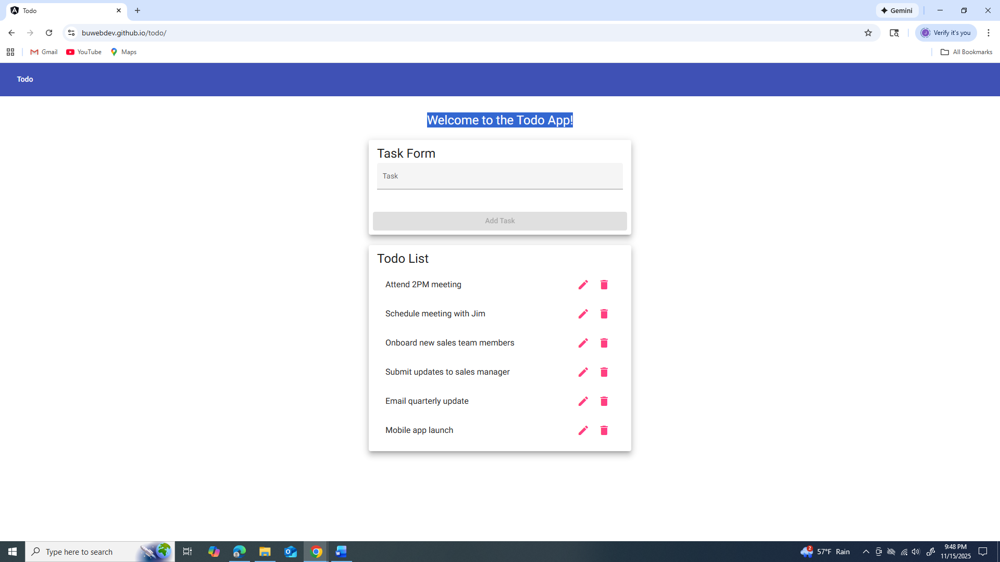 Todo
Gemini
buwebdev.github.io/todo/
J
Verify it's you
Gmail
YouTube
Maps
All Bookmarks
Todo
Welcome to the Todo App!
Task Form
Task
Add Task
Todo List
Attend 2PM meeting
Schedule meeting with Jim
Onboard new sales team members
Submit updates to sales manager
Email quarterly update
Mobile app launch
Type here to search
2
57°F Rain
9:48 PM
11/15/2025